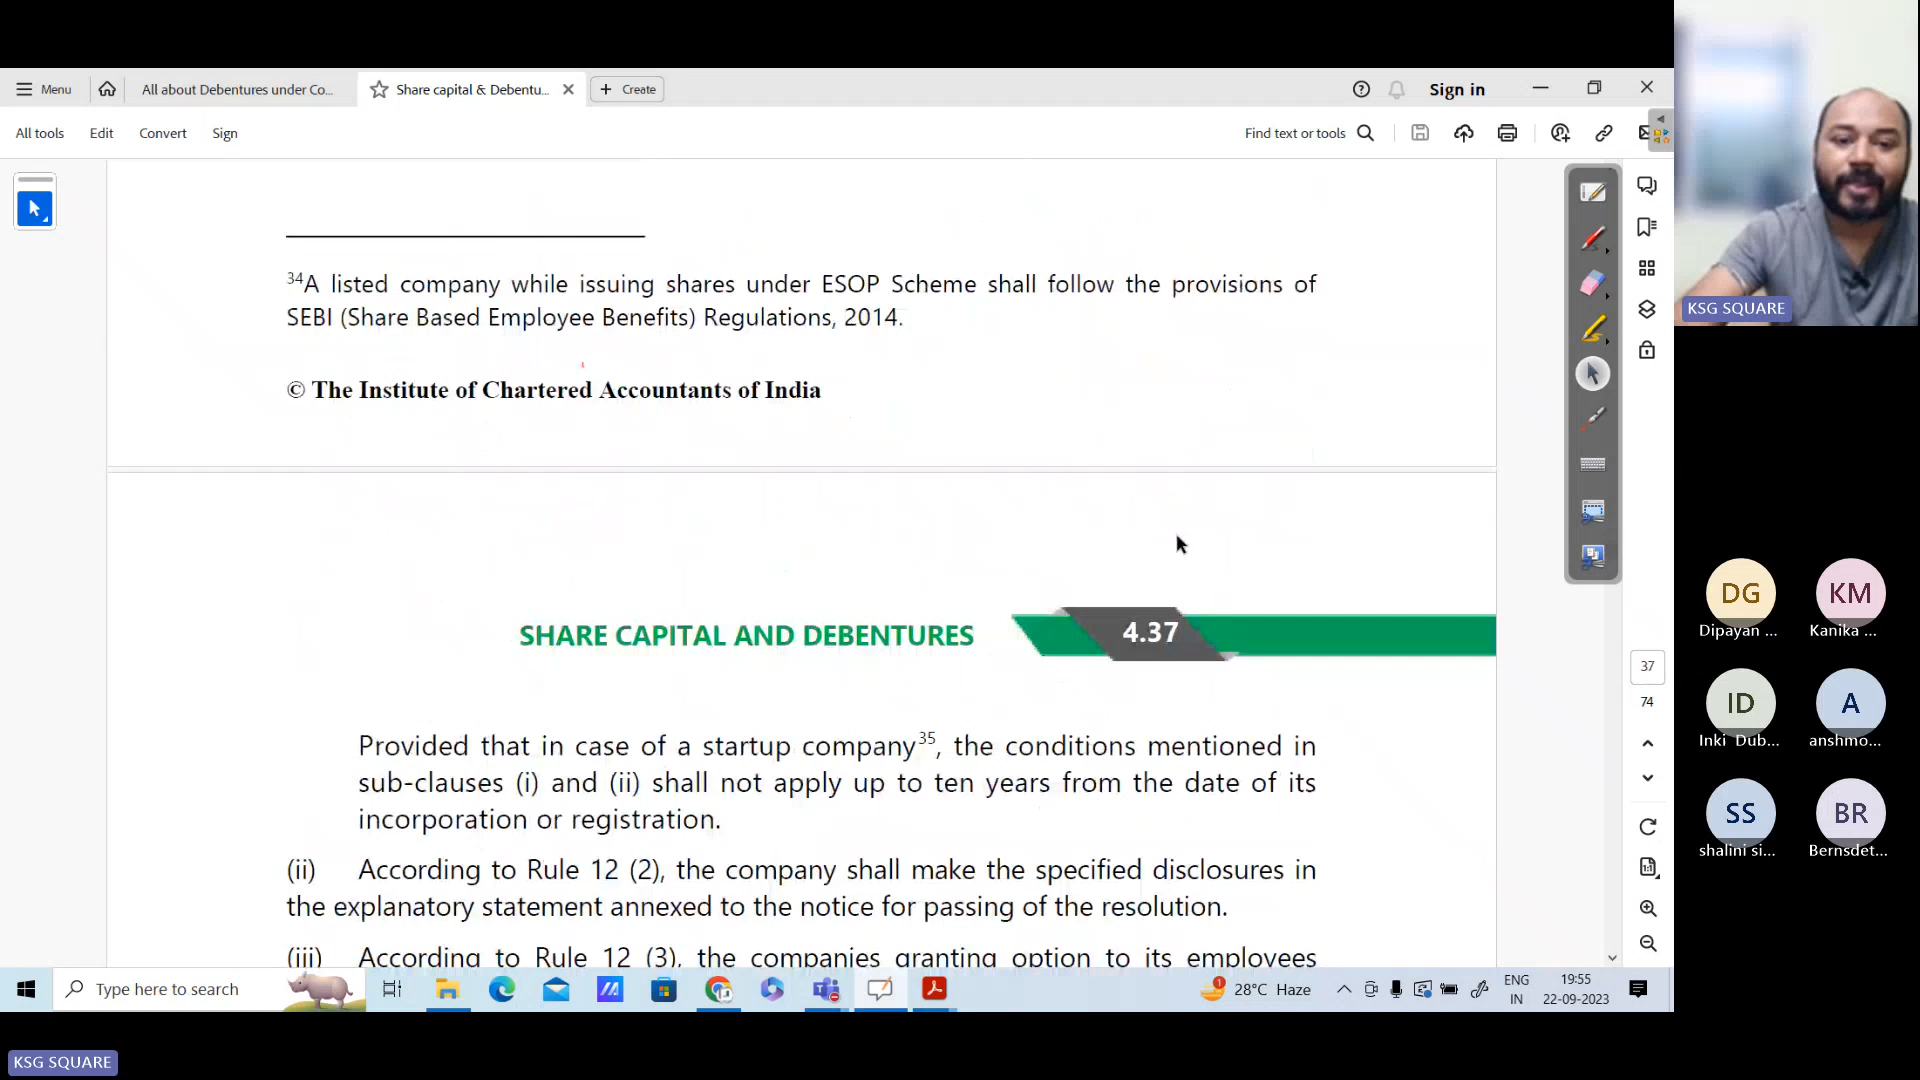 Menu
All about Debentures under Co...
Share capital & Debentu...
Create
Sign in
All tools
Edit
Convert
Sign
Find text or tools
34A listed company while issuing shares under ESOP Scheme shall follow the provisions of
SEBI (Share Based Employee Benefits) Regulations, 2014.
© The Institute of Chartered Accountants of India
SHARE CAPITAL AND DEBENTURES
4.37
Provided that in case of a startup company35, the conditions mentioned in
sub-clauses (i) and (ii) shall not apply up to ten years from the date of its
incorporation or registration.
(ii) According to Rule 12 (2), the company shall make the specified disclosures in
the explanatory statement annexed to the notice for passing of the resolution.
(iii) According to Rule 12 (3), the companies granting option to its employees
37
74
KSG SQUARE
DG
Dipayan ...
KM
Kanika ...
ID
Inki Dub...
A
anshmo...
SS
shalini si...
BR
Bernsdet...
Type here to search
1
28°C Haze
ENG
IN
19:55
22-09-2023
KSG SQUARE